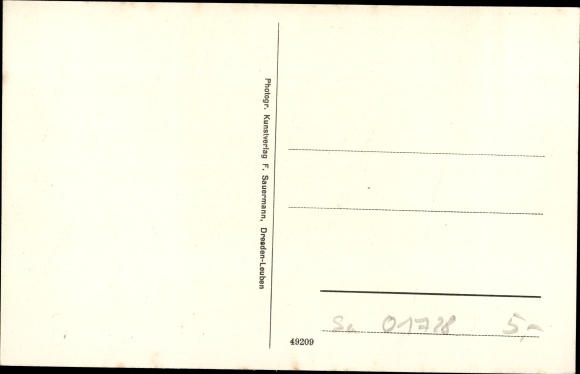 Photogr. Kunstverlag F. Sauermann, Dresden-Leuben
Sa 01728 5,-
49209